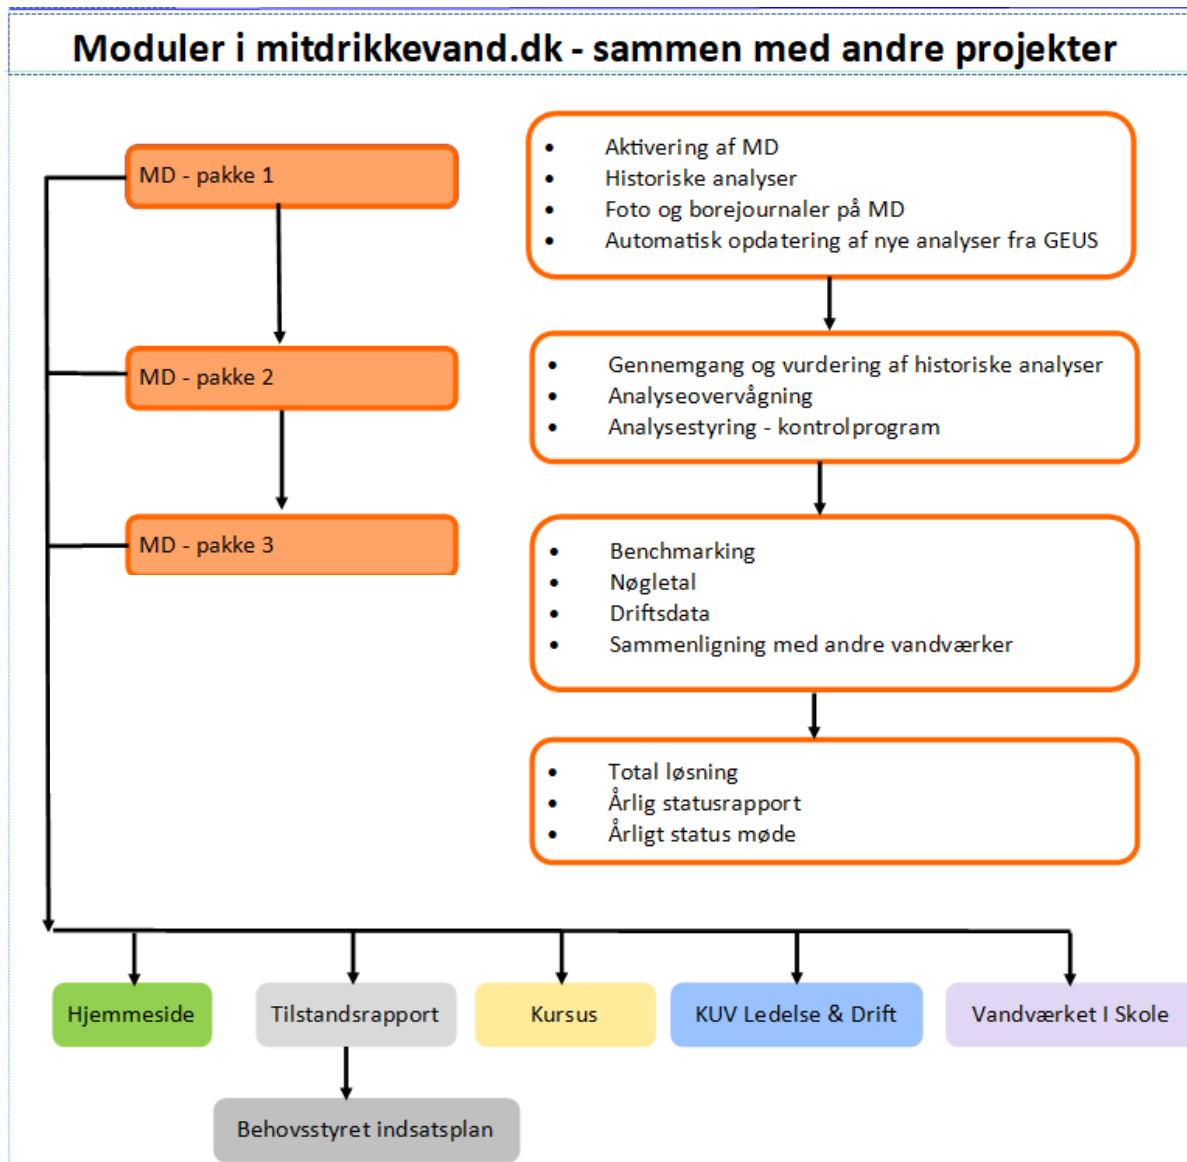 Moduler i mitdrikkevand.dk - sammen med andre projekter
MD - pakke 1
• Aktivering af MD
• Historiske analyser
• Foto og borejournaler på MD
• Automatisk opdatering af nye analyser fra GEUS
MD - pakke 2
• Gennemgang og vurdering af historiske analyser
• Analyseovervågning
• Analysestyring - kontrolprogram
MD - pakke 3
• Benchmarking
• Nøgletal
• Driftsdata
• Sammenligning med andre vandværker
• Total løsning
• Årlig statusrapport
• Årligt status møde
Hjemmeside
Tilstandsrapport
Kursus
KUV Ledelse & Drift
Vandværket I Skole
Behovsstyret indsatsplan